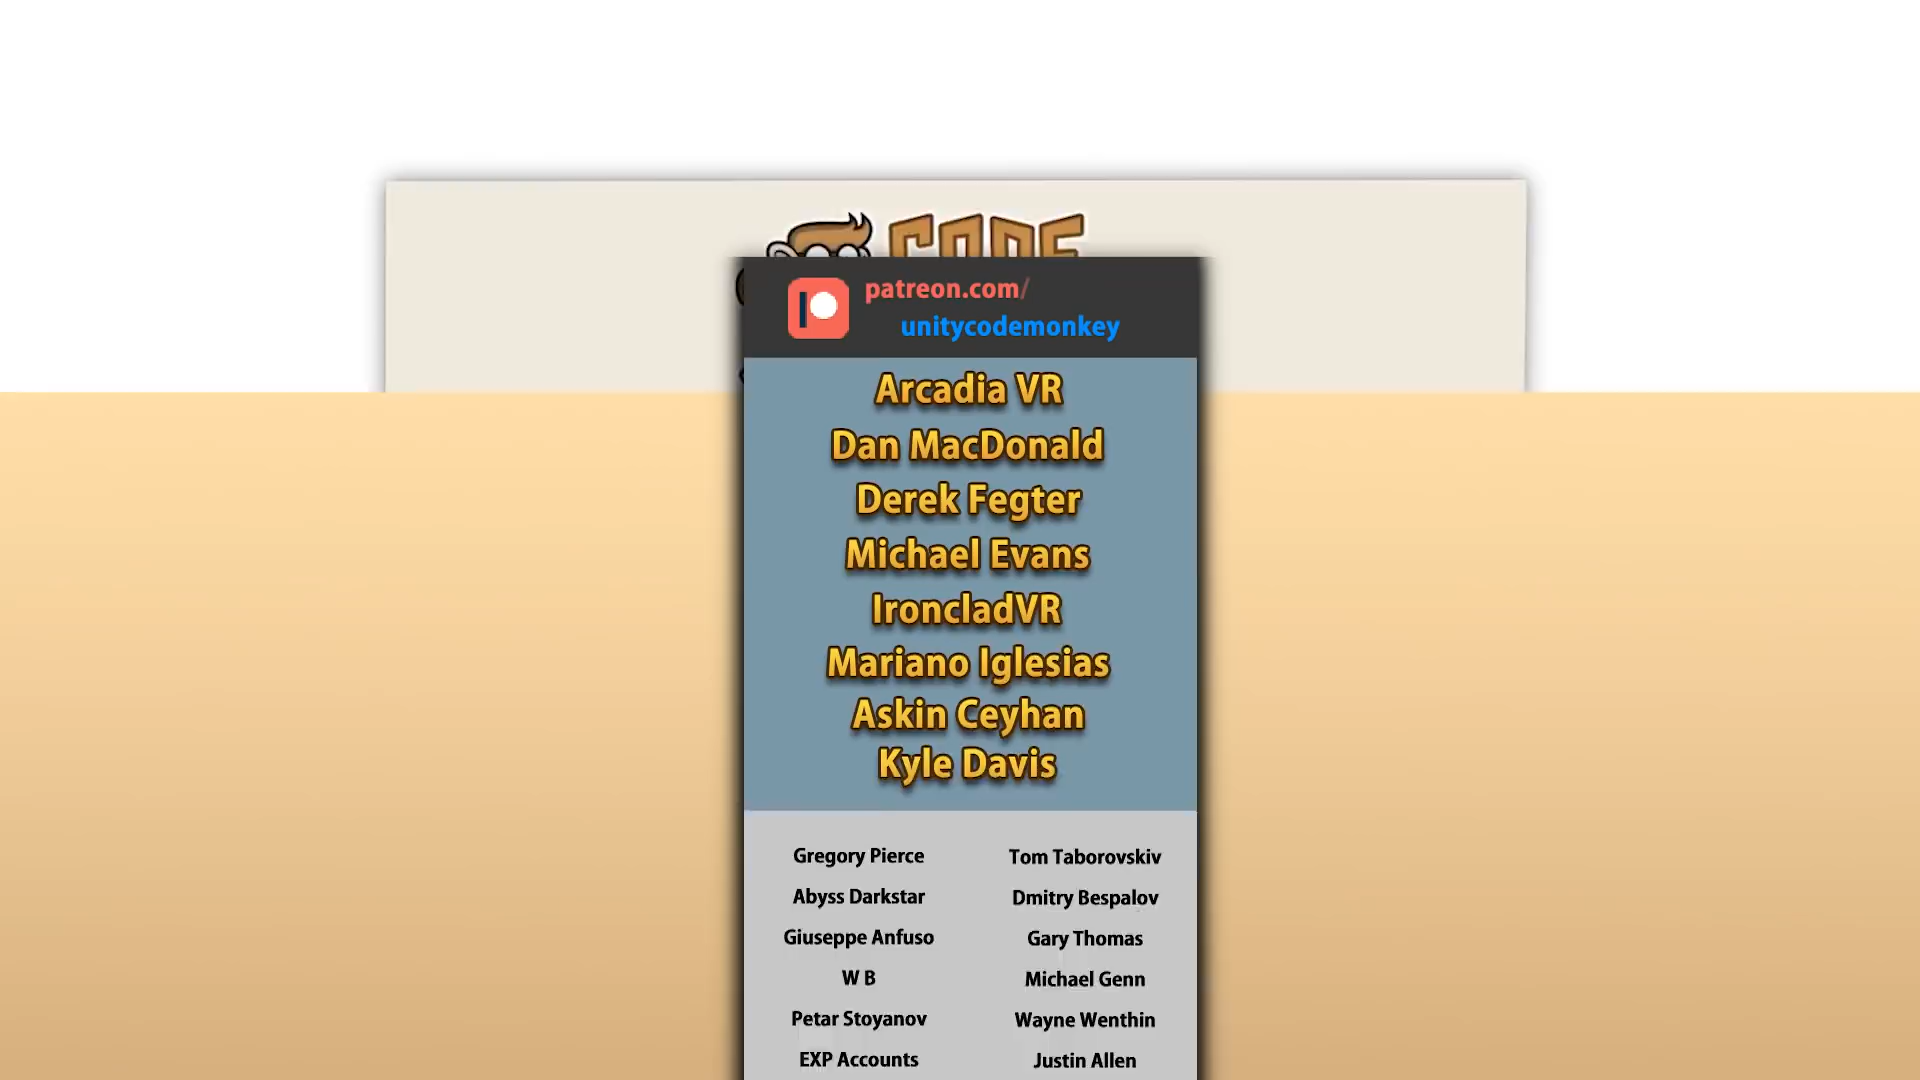 CODE
patreon.com/
unitycodemonkey
Arcadia VR
Dan MacDonald
Derek Fegter
Michael Evans
IroncladVR
Mariano Iglesias
Askin Ceyhan
Kyle Davis
Gregory Pierce
Tom Taborovskiv
Abyss Darkstar
Dmitry Bespalov
Giuseppe Anfuso
Gary Thomas
W B
Michael Genn
Petar Stoyanov
Wayne Wenthin
EXP Accounts
Justin Allen